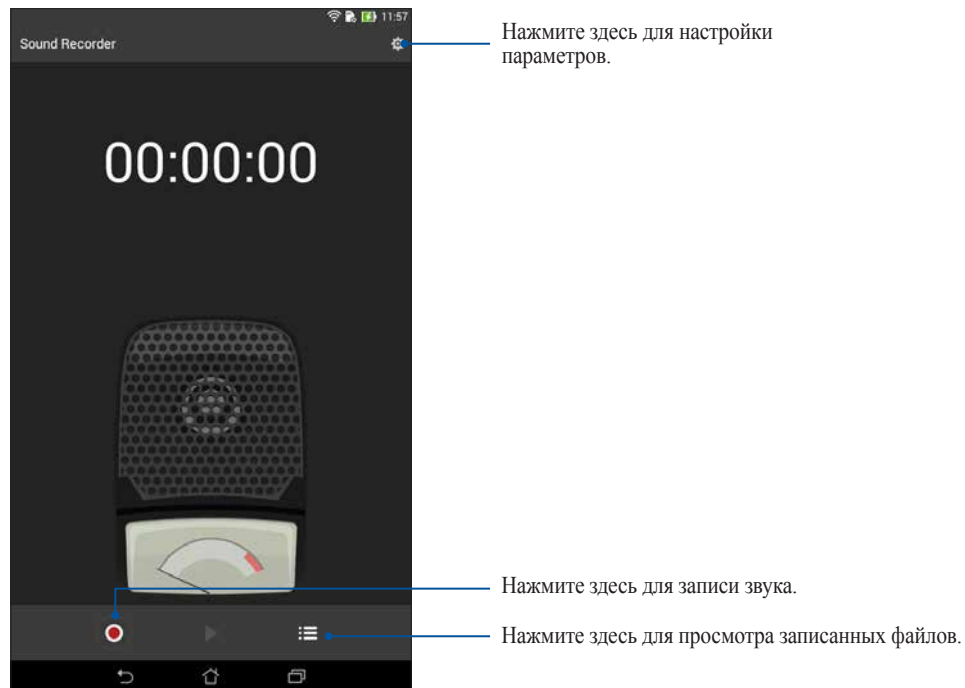 11:57
Sound Recorder
Нажмите здесь для настройки
параметров.
00:00:00
Нажмите здесь для записи звука.
Нажмите здесь для просмотра записанных файлов.